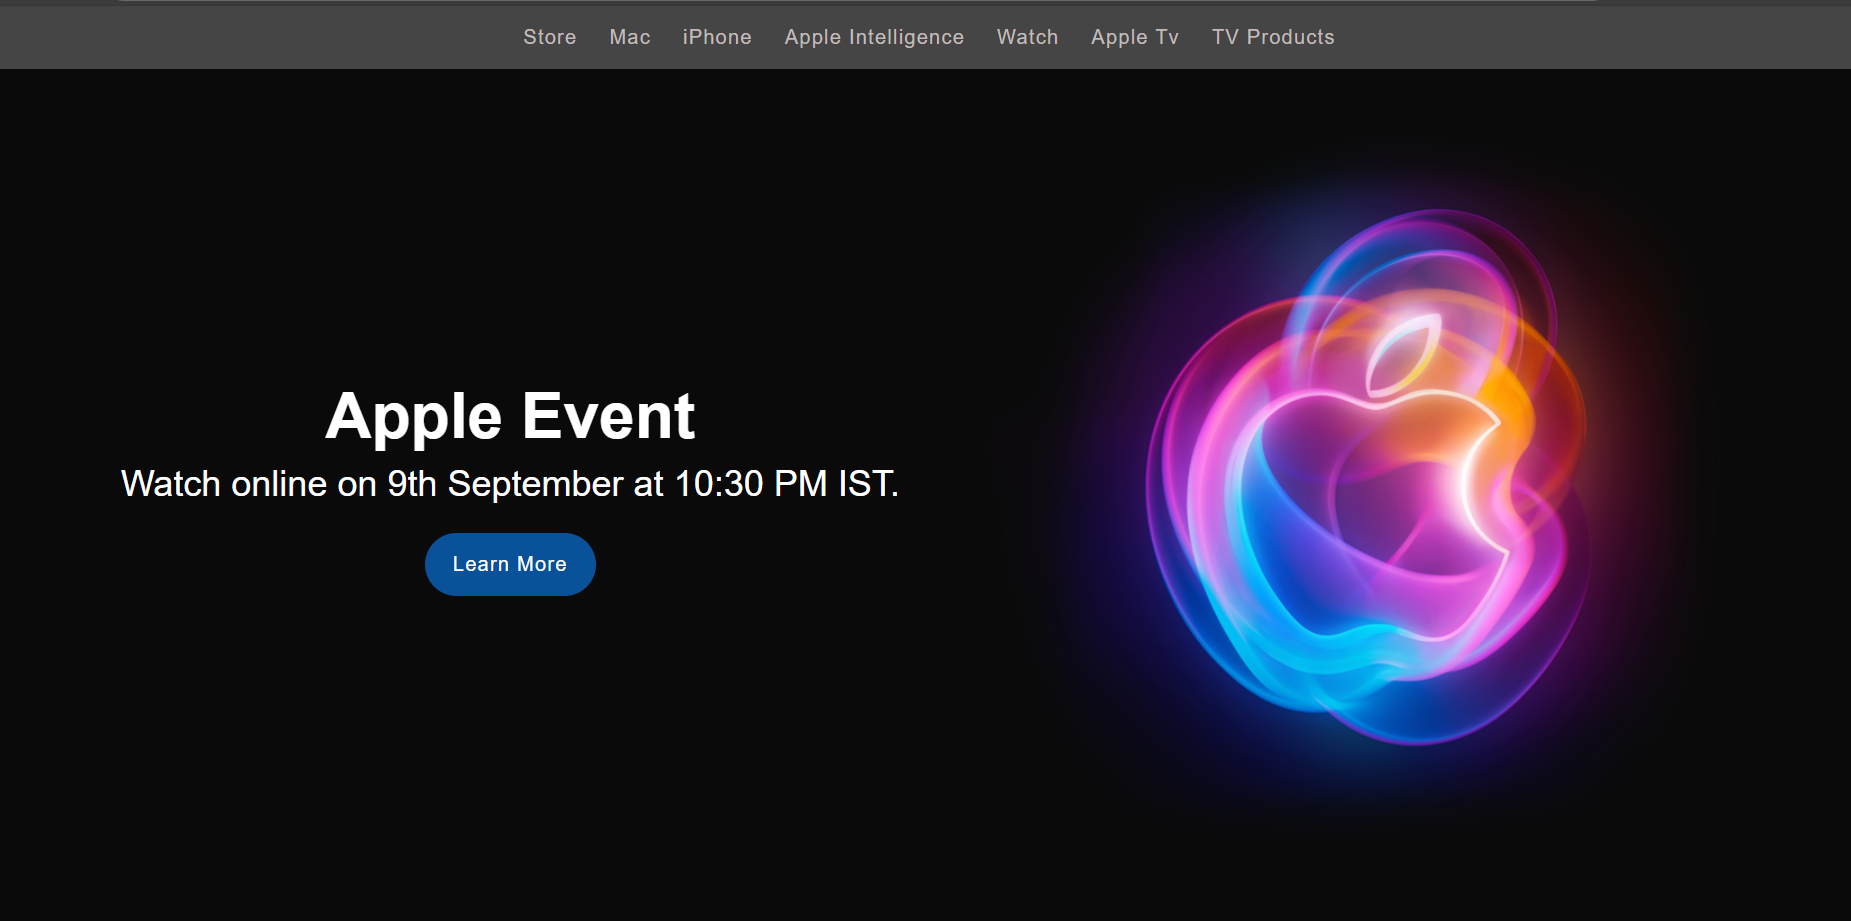 Store Mac iPhone Apple Intelligence Watch Apple Tv TV Products
Apple Event
Watch online on 9th September at 10:30 PM IST.
Learn More